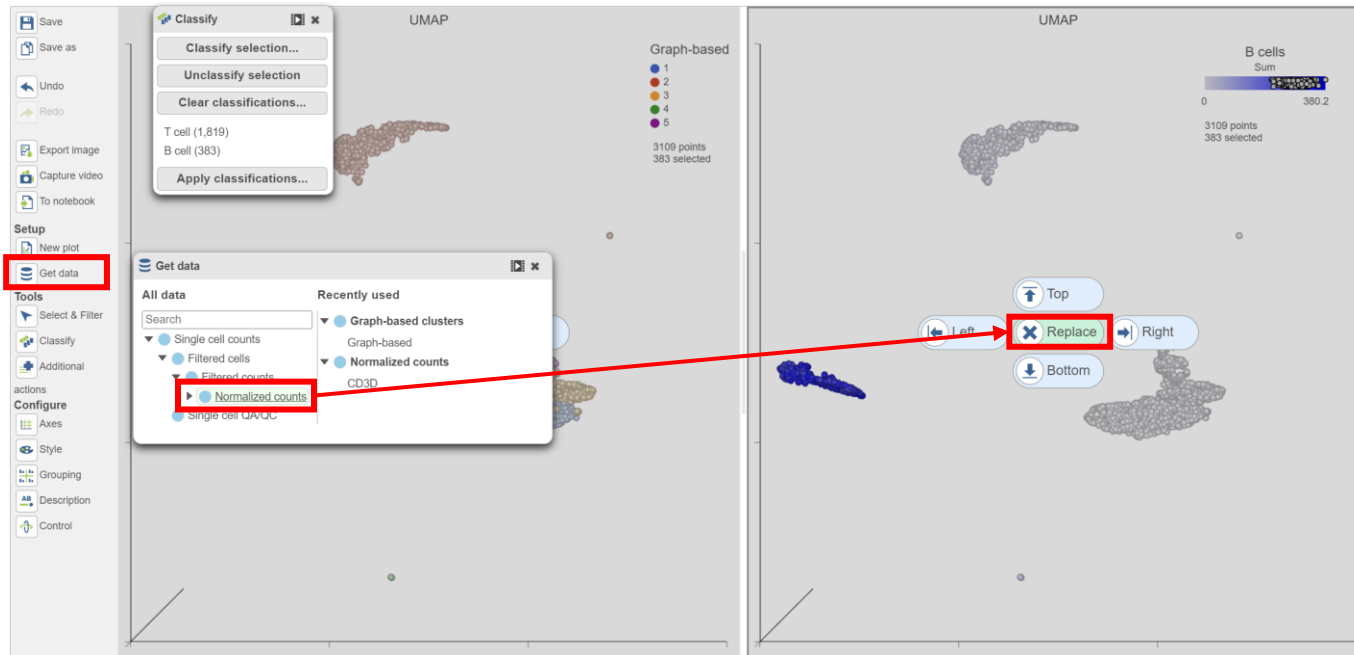 Save
Save as
Undo
Redo
Export image
Capture video
To notebook
Setup
New plot
Get data
Tools
Select & Filter
Classify
Additional
actions
Configure
Axes
Style
Grouping
AB Description
Control
Classify
Classify selection...
Unclassify selection
Clear classifications...
T cell (1,819)
B cell (383)
Apply classifications...
UMAP
Graph-based
1
2
3
4
5
3109 points
383 selected
Get data
All data
Search
Single cell counts
Filtered cells
Filtered counts
Normalized counts
Single cell QA/QC
Recently used
Graph-based clusters
Graph-based
Normalized counts
CD3D
UMAP
B cells
Sum
0 380.2
3109 points
383 selected
Top
Left Replace Right
Bottom